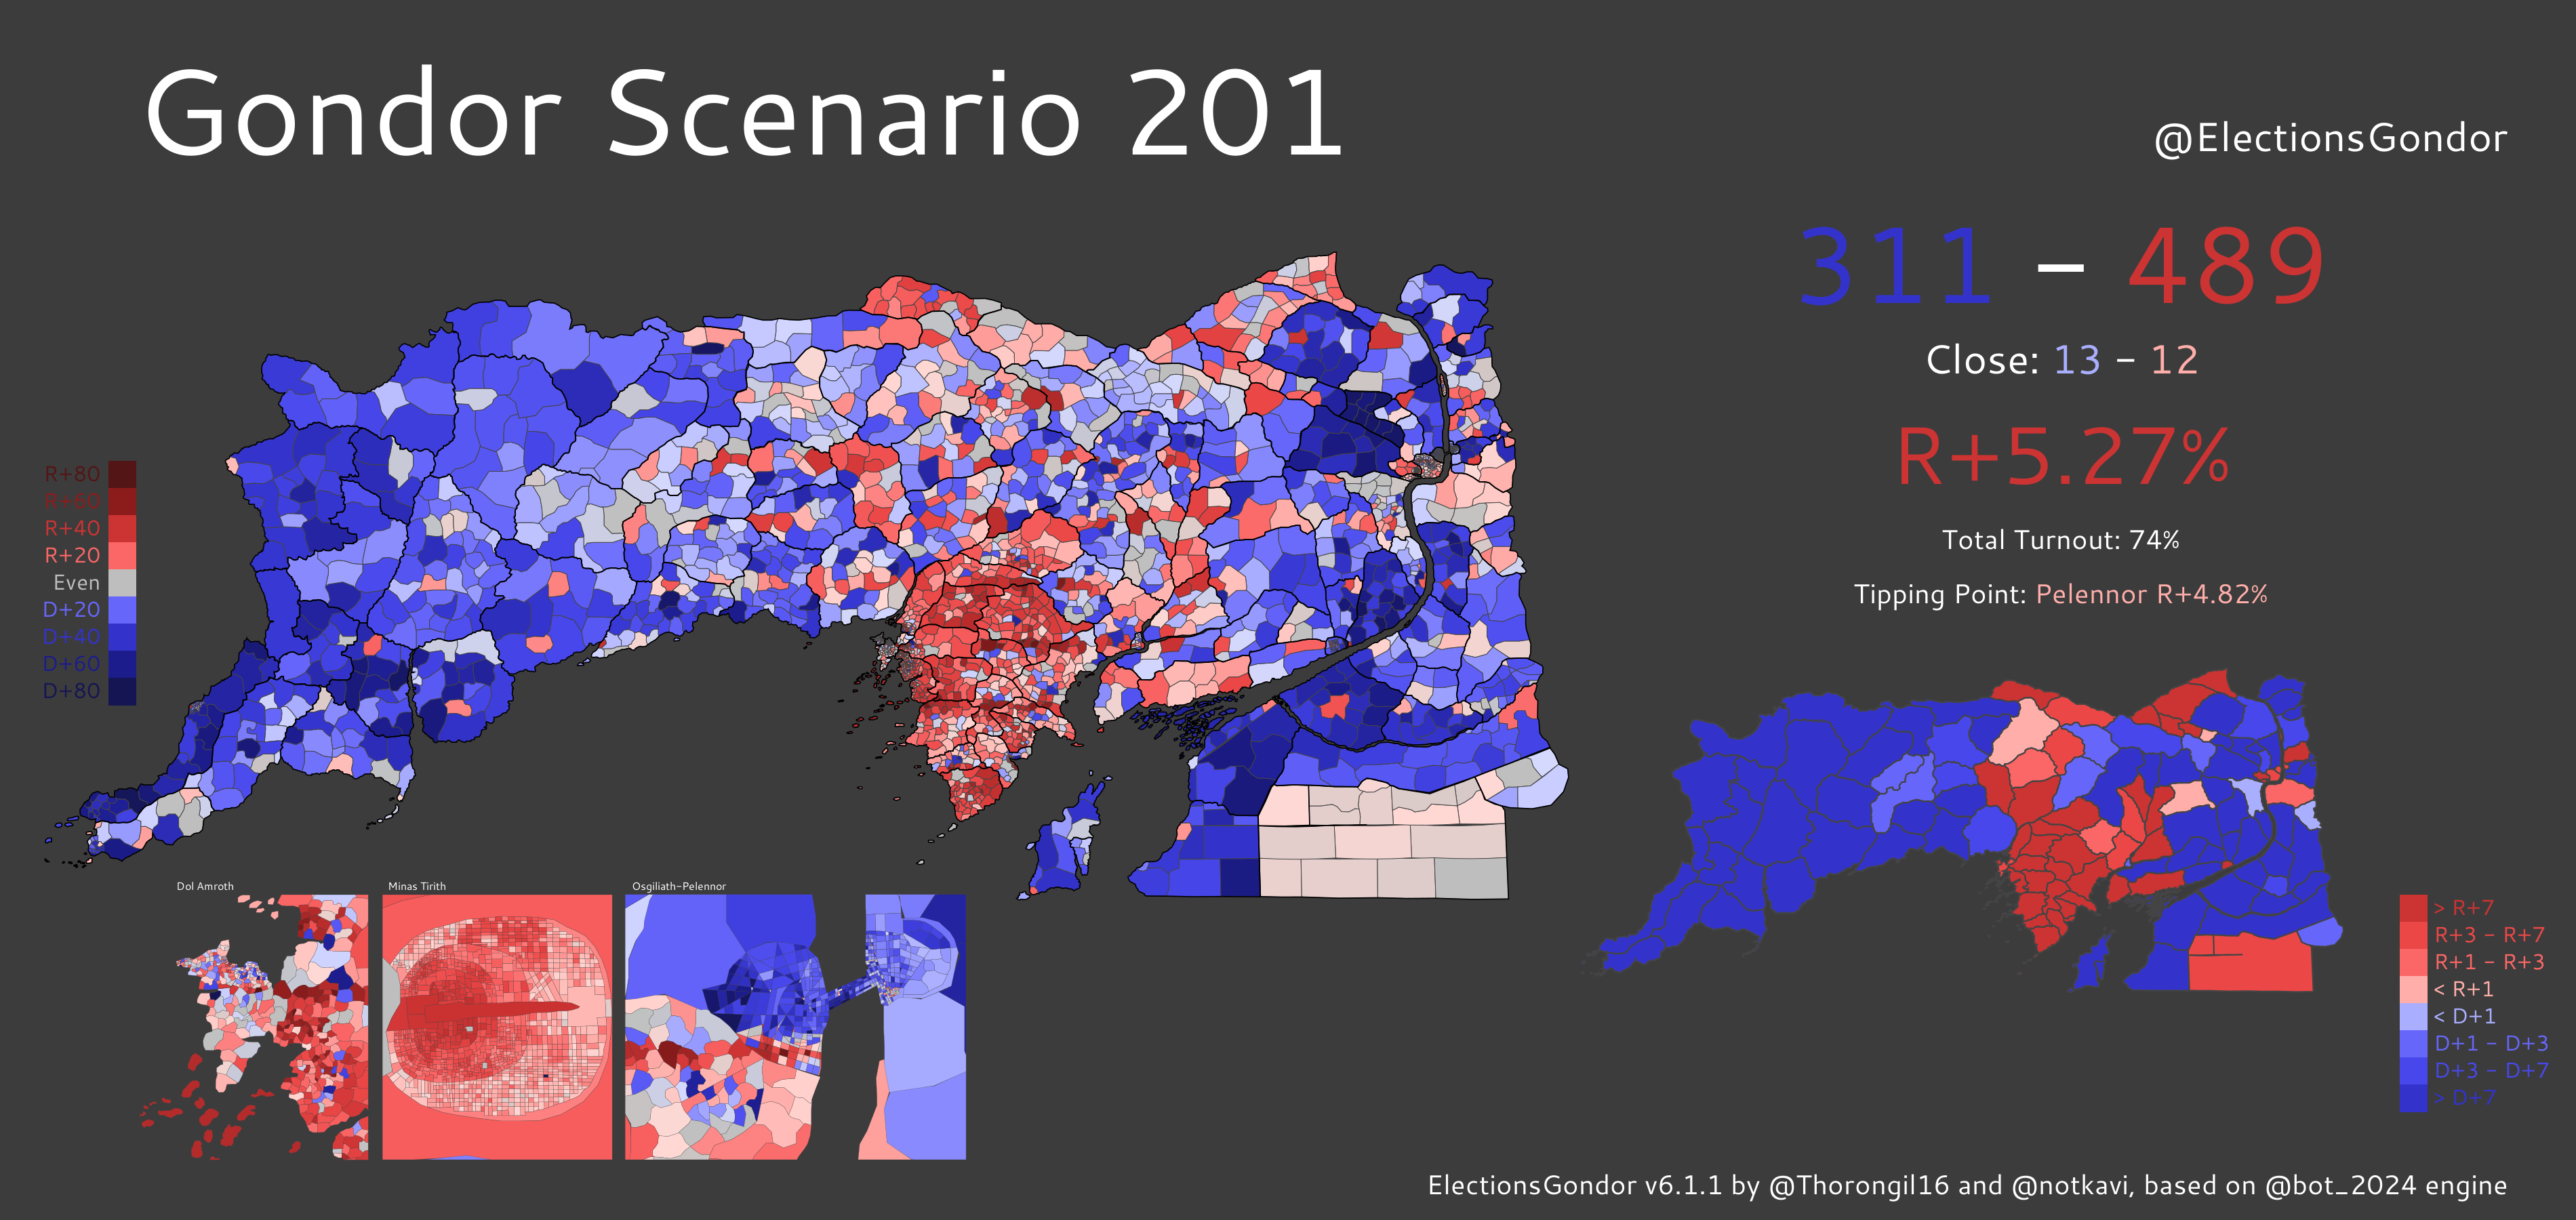 Gondor Scenario 201
@ElectionsGondor
311 – 489
Close: 13 – 12
R+5.27%
Total Turnout: 74%
Tipping Point: Pelennor R+4.82%
R+80
R+60
R+40
R+20
Even
D+20
D+40
D+60
D+80
Dol Amroth
Minas Tirith
Osgiliath-Pelennor
> R+7
R+3 – R+7
R+1 – R+3
< R+1
< D+1
D+1 – D+3
D+3 – D+7
> D+7
ElectionsGondor v6.1.1 by @Thorongil16 and @notkavi, based on @bot_2024 engine